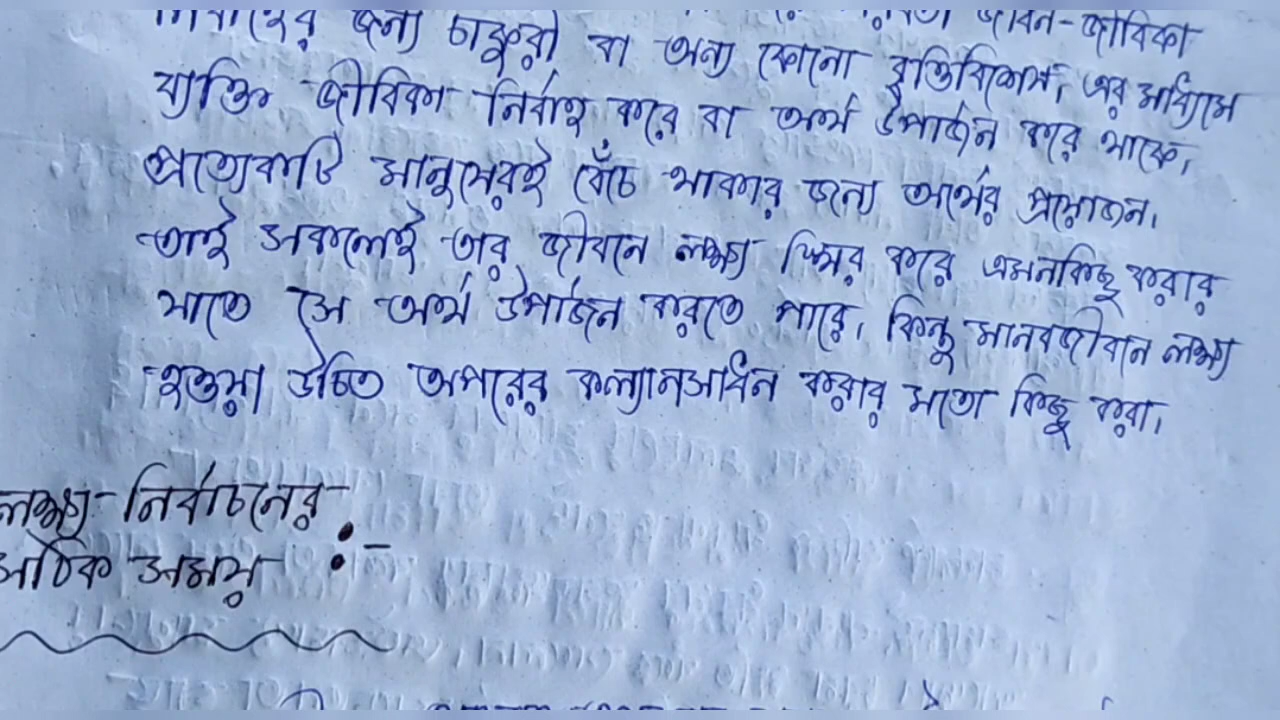 জীবন-জীবিকা
নির্বাহের জন্য চাকুরী বা অন্য কোনো বৃত্তিবিশেষ। এর মাধ্যমে
ব্যক্তি জীবিকা নির্বাহ করে বা অর্থ উপার্জন করে থাকে।
প্রত্যেকটি মানুষেরই বেঁচে থাকার জন্য অর্থের প্রয়োজন।
তাই সকলেই তার জীবনে লক্ষ্য স্থির করে এমনকিছু করার
যাতে সে অর্থ উপার্জন করতে পারে। কিন্তু মানবজীবনে লক্ষ্য
হওয়া উচিত অপরের কল্যানসাধন করার মতো কিছু করা।
লক্ষ্য-নির্বাচনের
সঠিক সময় :-